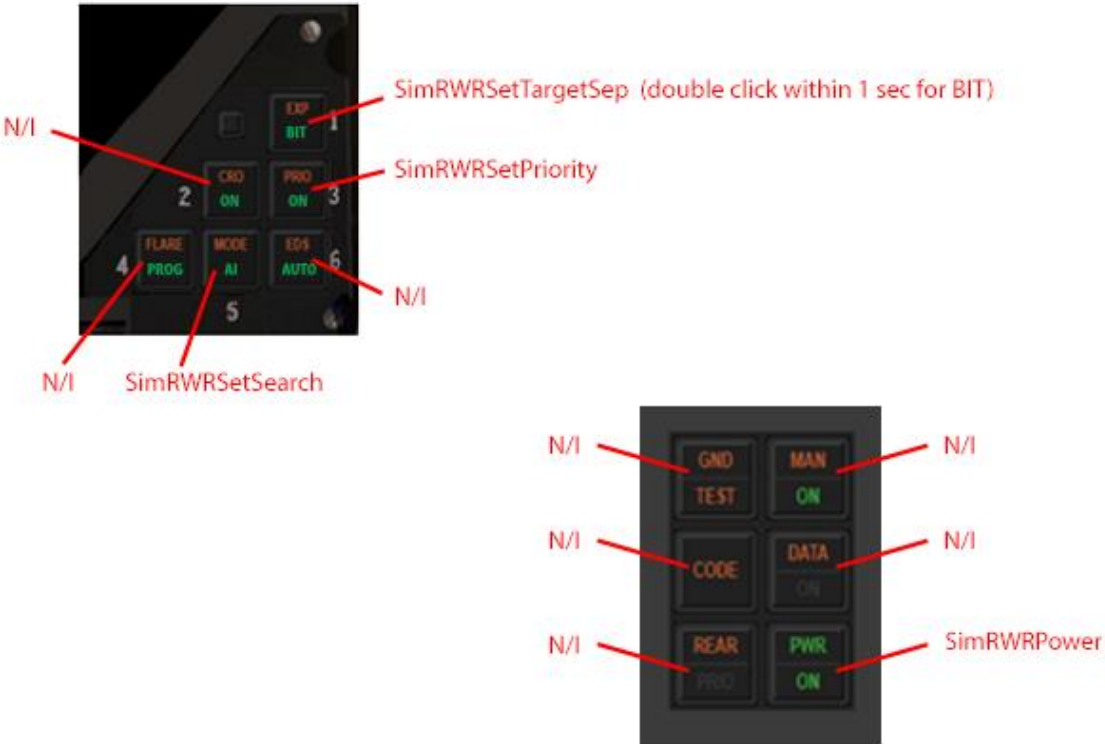 SimRWRSetTargetSep (double click within 1 sec for BIT)
EXP
BIT
1
N/I
SimRWRSetPriority
CRO
ON
2
PRIO
ON
3
FLARE
PROG
4
MODE
AI
EDS
AUTO
6
N/I
5
N/I
SimRWRSetSearch
N/I
GND
TEST
MAN
ON
N/I
N/I
CODE
DATA
ON
N/I
N/I
REAR
PRIO
PWR
ON
SimRWRPower